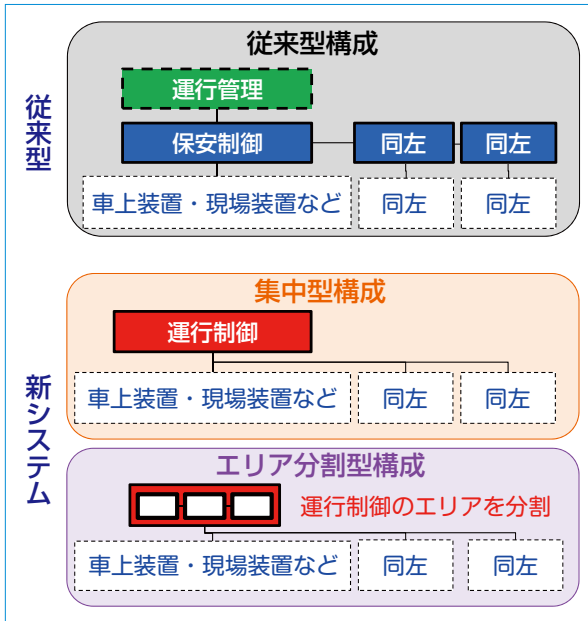 従来型
従来型構成
運行管理
保安制御
同左
同左
車上装置・現場装置など
同左
同左
新システム
集中型構成
運行制御
車上装置・現場装置など
同左
同左
エリア分割型構成
運行制御のエリアを分割
車上装置・現場装置など
同左
同左